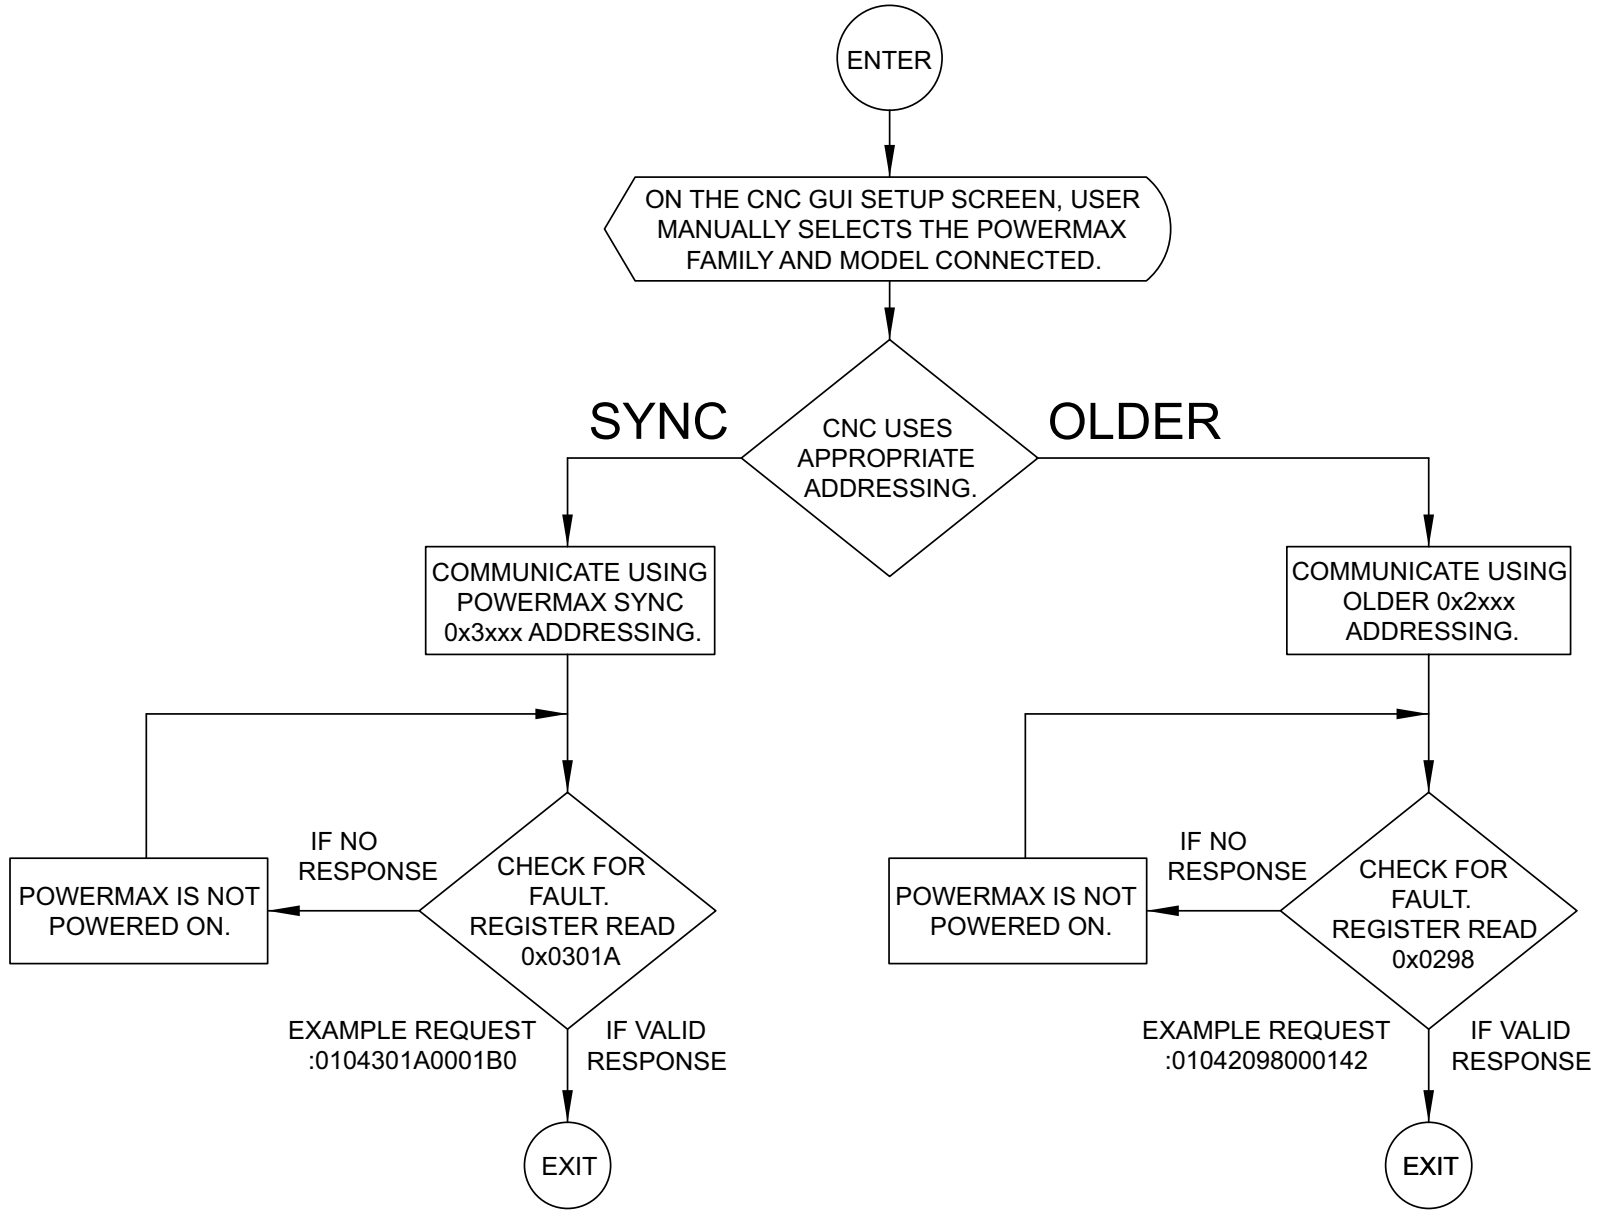 ENTER
ON THE CNC GUI SETUP SCREEN, USER
MANUALLY SELECTS THE POWERMAX
FAMILY AND MODEL CONNECTED.
SYNC
OLDER
CNC USES
APPROPRIATE
ADDRESSING.
COMMUNICATE USING
POWERMAX SYNC
0x3xxx ADDRESSING.
COMMUNICATE USING
OLDER 0x2xxx
ADDRESSING.
IF NO
RESPONSE
CHECK FOR
FAULT.
REGISTER READ
0x0301A
POWERMAX IS NOT
POWERED ON.
EXAMPLE REQUEST
:0104301A0001B0
IF VALID
RESPONSE
EXIT
IF NO
RESPONSE
CHECK FOR
FAULT.
REGISTER READ
0x0298
POWERMAX IS NOT
POWERED ON.
EXAMPLE REQUEST
:01042098000142
IF VALID
RESPONSE
EXIT